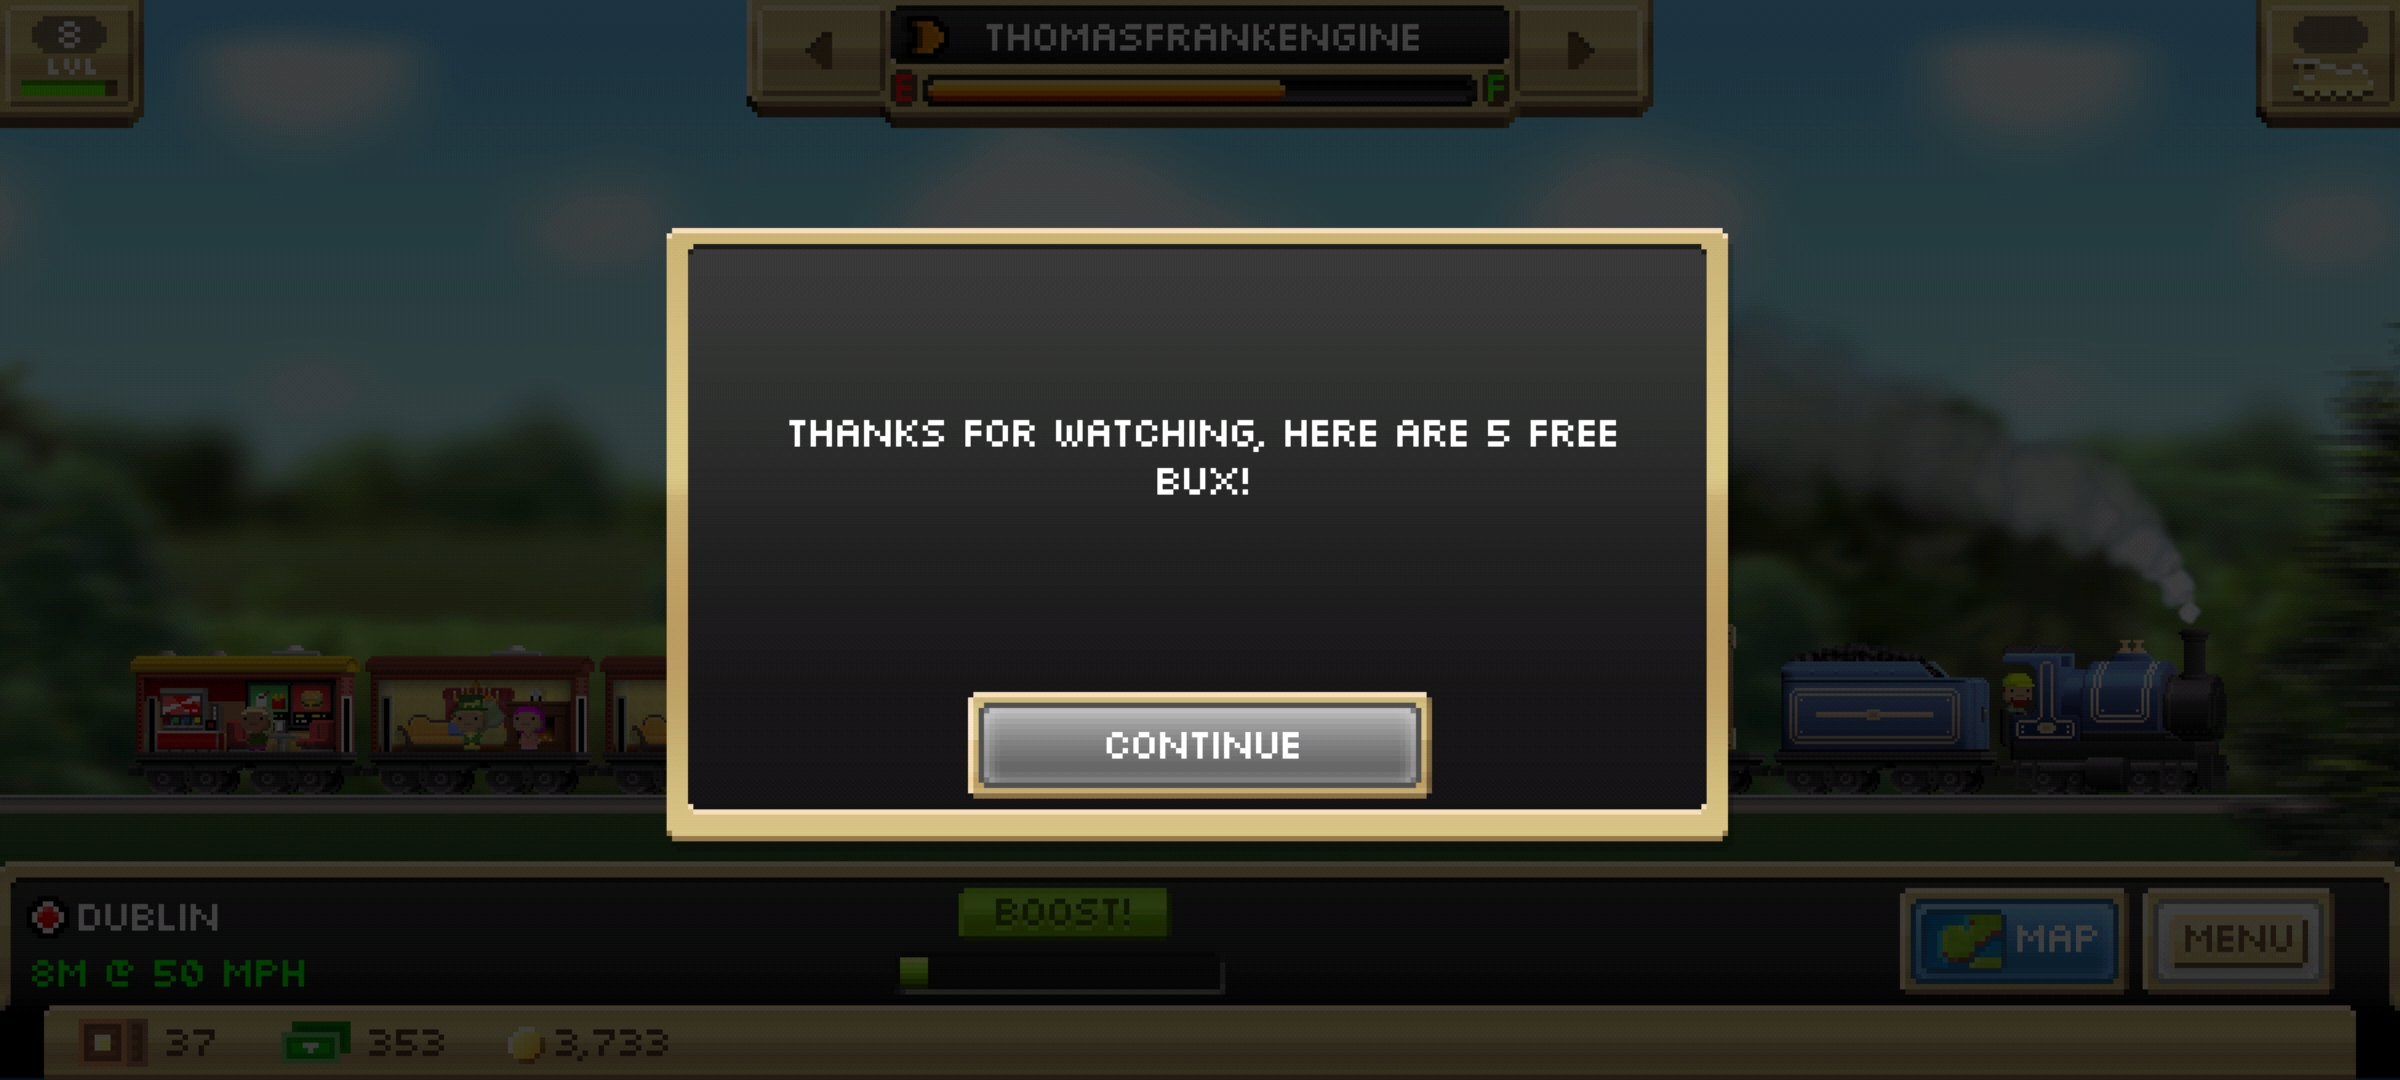 8
LVL
THOMASFRANKENGINE
E
F
THANKS FOR WATCHING, HERE ARE 5 FREE
BUX!
CONTINUE
DUBLIN
8M @ 50 MPH
BOOST!
MAP
MENU
37
353
3,733